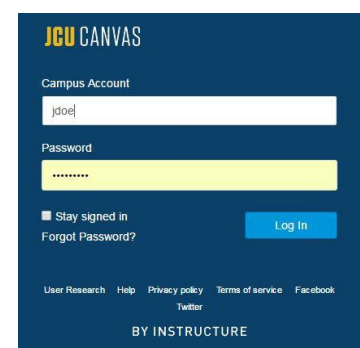 JCU CANVAS
Campus Account
jdoe
Password
•••••••••
Stay signed in
Log In
Forgot Password?
User Research Help Privacy policy Terms of service Facebook
Twitter
BY INSTRUCTURE